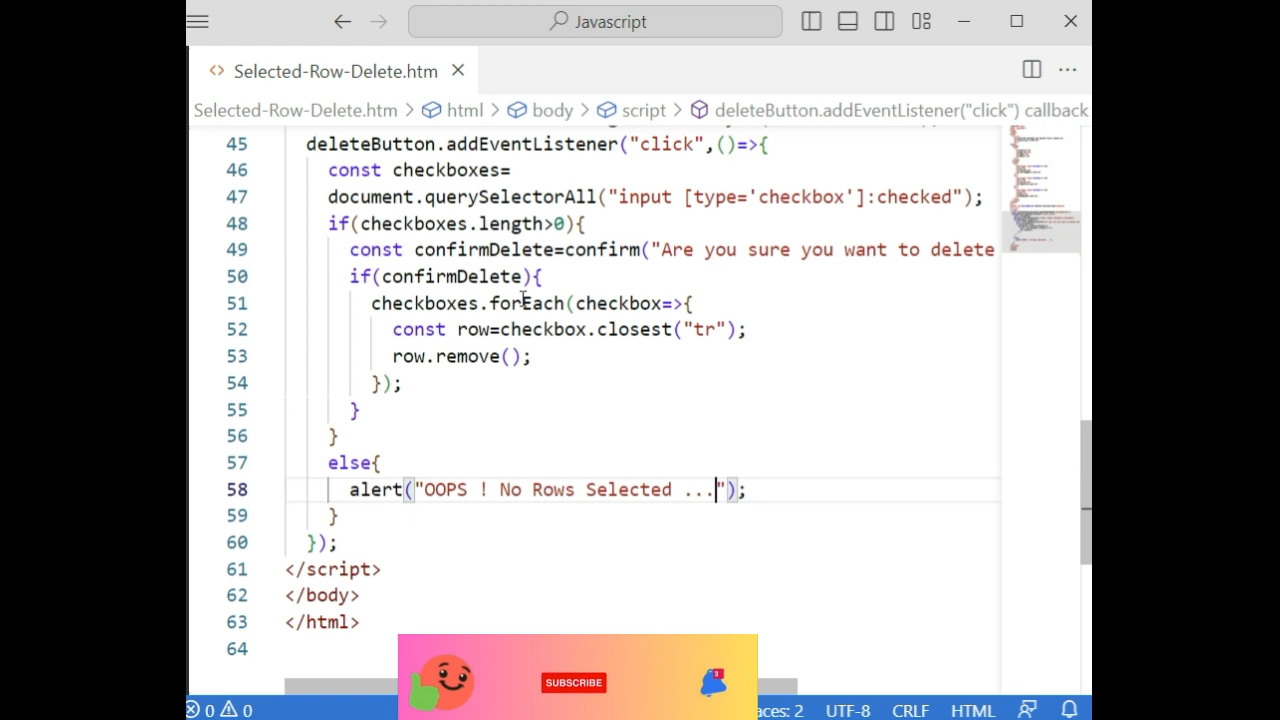 Javascript
Selected-Row-Delete.htm
Selected-Row-Delete.htm > html > body > script > deleteButton.addEventListener("click") callback
45 deleteButton.addEventListener("click",()=>{
46 const checkboxes=
47 document.querySelectorAll("input [type='checkbox']:checked");
48 if(checkboxes.length>0){
49 const confirmDelete=confirm("Are you sure you want to delete
50 if(confirmDelete){
51 checkboxes.forEach(checkbox=>{
52 const row=checkbox.closest("tr");
53 row.remove();
54 });
55 }
56 }
57 else{
58 alert("OOPS ! No Rows Selected ...");
59 }
60 });
61 </script>
62 </body>
63 </html>
64
SUBSCRIBE
3
0 0 aces: 2 UTF-8 CRLF HTML